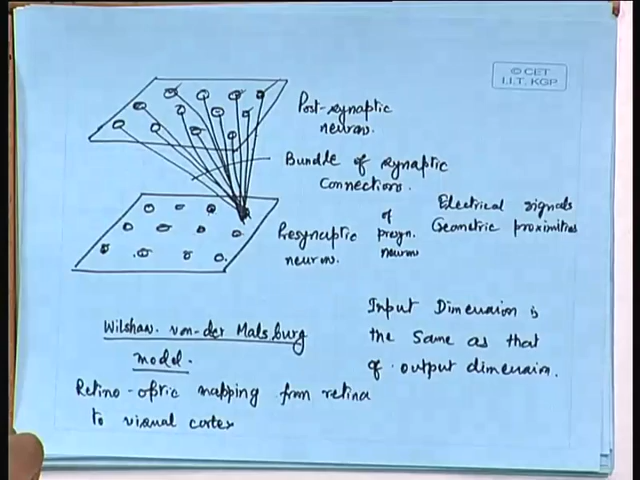 © CET
I.I.T. KGP
Post-synaptic
neurons.
Bundle of synaptic
Connections.
Electrical signals
Geometric proximities
of
presyn.
neurons
Presynaptic
neurons.
Wilshaw. von-der Malsburg
model.
Input Dimension is
the same as that
of output dimension.
Retino-optic mapping from retina
to visual cortex